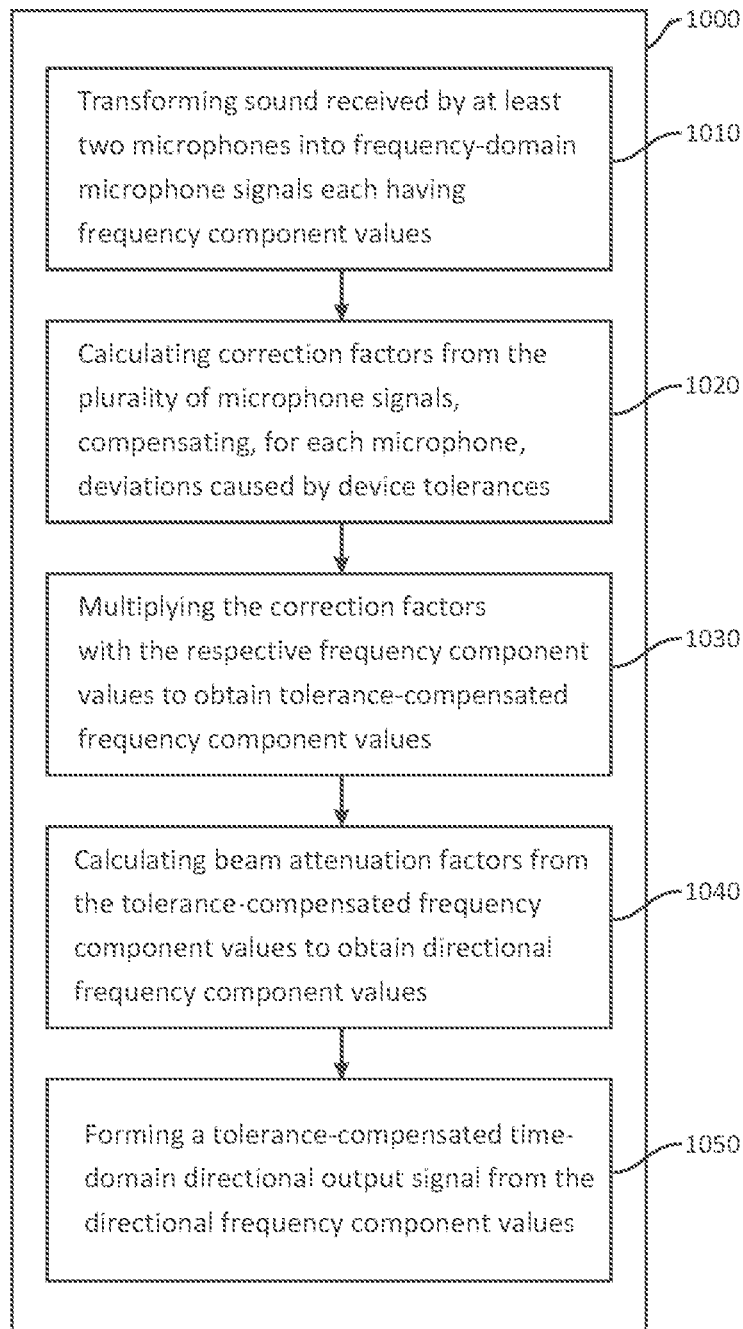 1000
Transforming sound received by at least
two microphones into frequency-domain
microphone signals each having
frequency component values
1010
Calculating correction factors from the
plurality of microphone signals,
compensating, for each microphone,
deviations caused by device tolerances
1020
Multiplying the correction factors
with the respective frequency component
values to obtain tolerance-compensated
frequency component values
1030
Calculating beam attenuation factors from
the tolerance-compensated frequency
component values to obtain directional
frequency component values
1040
Forming a tolerance-compensated time-
domain directional output signal from the
directional frequency component values
1050